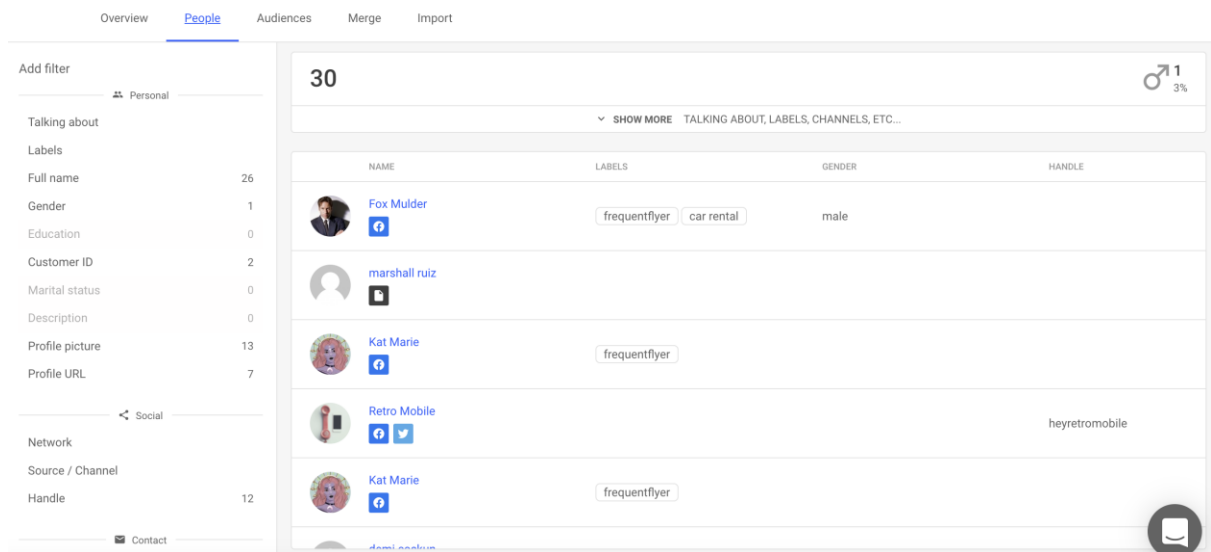 Overview People Audiences Merge Import
Add filter
Personal
Talking about
Labels
Full name 26
Gender 1
Education 0
Customer ID 2
Marital status 0
Description 0
Profile picture 13
Profile URL 7
Social
Network
Source / Channel
Handle 12
Contact
30
1
3%
SHOW MORE TALKING ABOUT, LABELS, CHANNELS, ETC...
NAME LABELS GENDER HANDLE
Fox Mulder
frequentflyer car rental male
marshall ruiz
Kat Marie
frequentflyer
Retro Mobile
heyretromobile
Kat Marie
frequentflyer